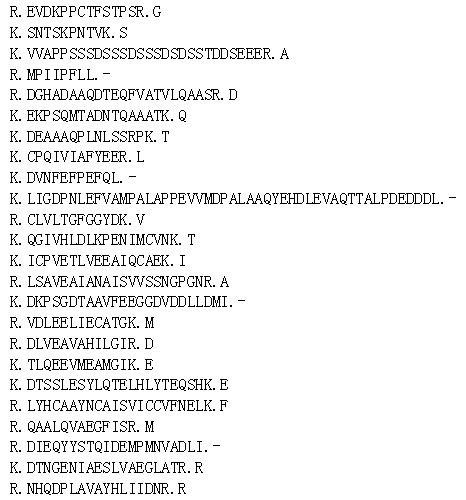 R.EVDKPPCTFSTPSR.G
K.SNTSKPNTVK.S
K.VVAPPSSSDSSSDSSSDSDSSTDDSEEER.A
R.MPIIPFLL.-
R.DGHADAAQDTEQFVATVLQAASR.D
K.EKPSQMTADNTQAAATK.Q
K.DEAAAQPLNLSSRPK.T
K.CPQIVIAFYEER.L
K.DVNFEFPEFQL.-
K.LIGDPNLEFVAMPALAPPEVVMDPALAAQYEHDLEVAQTTALPDEDDDL.-
R.CLVLTGFGGYDK.V
K.QGIVHLDLKPENIMCVNK.T
K.ICPVETLVEEAIQCAEK.I
R.LSAVEAIANAISVVSSNGPGNR.A
K.DKPSGDTAAVFEEGGDVDDLLDMI.-
R.VDLEELIECATGK.M
R.DLVEAVAHILGIR.D
K.TLQEEVMEAMGIK.E
K.DTSSLESYLQTELHLYTEQSHK.E
R.LYHCAAYNCAISVICCVFNELK.F
R.QAALQVAEGFISR.M
R.DIEQYYSTQIDEMPMNVADLI.-
K.DTNGENIAESLVAEGLATR.R
R.NHQDPLAVAYHLIIDNR.R